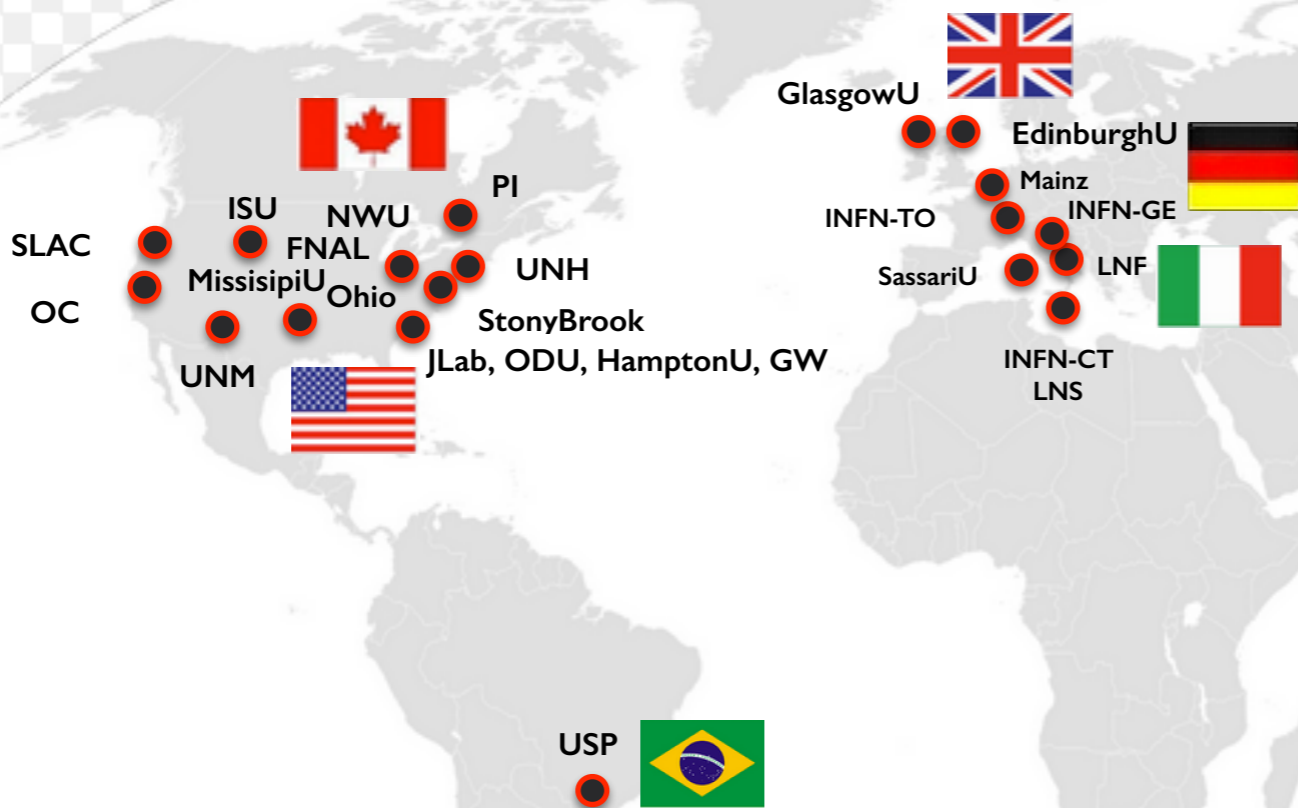 GlasgowU
EdinburghU
Mainz
PI
ISU
NWU
INFN-GE
INFN-TO
SLAC
FNAL
UNH
LNF
SassariU
MissisipiU
Ohio
OC
StonyBrook
JLab, ODU, HamptonU, GW
INFN-CT
LNS
UNM
USP